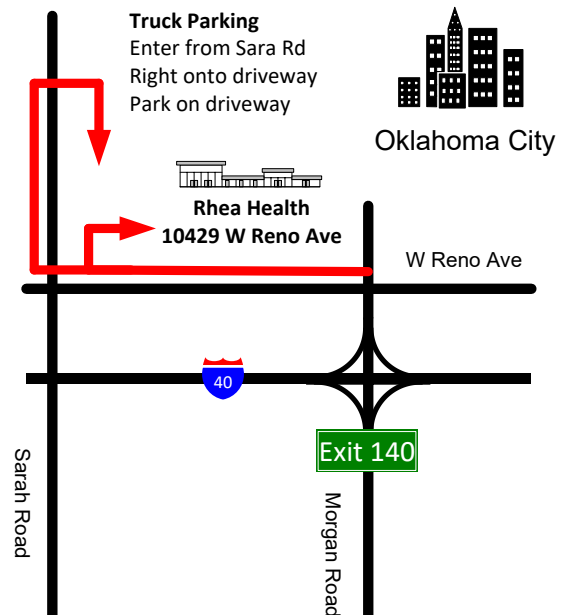 Truck Parking
Enter from Sara Rd
Right onto driveway
Park on driveway
Oklahoma City
Rhea Health
10429 W Reno Ave
W Reno Ave
40
Exit 140
Sarah Road
Morgan Road